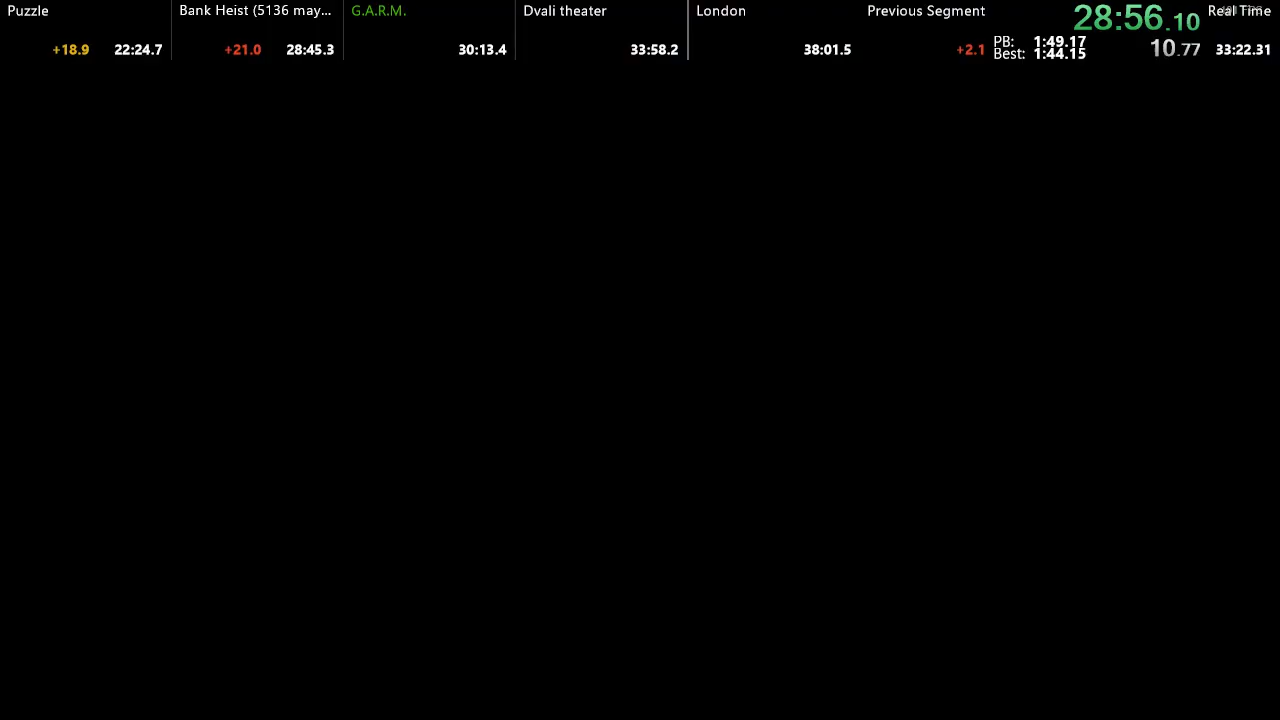 Puzzle
+18.9 22:24.7
Bank Heist (5136 may...
+21.0 28:45.3
G.A.R.M.
30:13.4
Dvali theater
33:58.2
London
38:01.5
Previous Segment
+2.1
28:56.10
PB: 1:49.17
Best: 1:44.15
10.77
Real Time
33:22.31